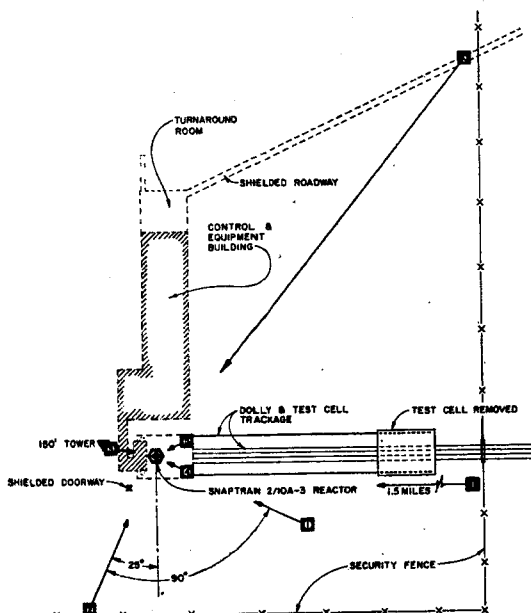 TURNAROUND
ROOM
SHIELDED ROADWAY
CONTROL &
EQUIPMENT
BUILDING
DOLLY & TEST CELL
TRACKAGE
TEST CELL REMOVED
150' TOWER
SHIELDED DOORWAY
SNAPTRAN 2/10A-3 REACTOR
1.5 MILES
25°
90°
SECURITY FENCE